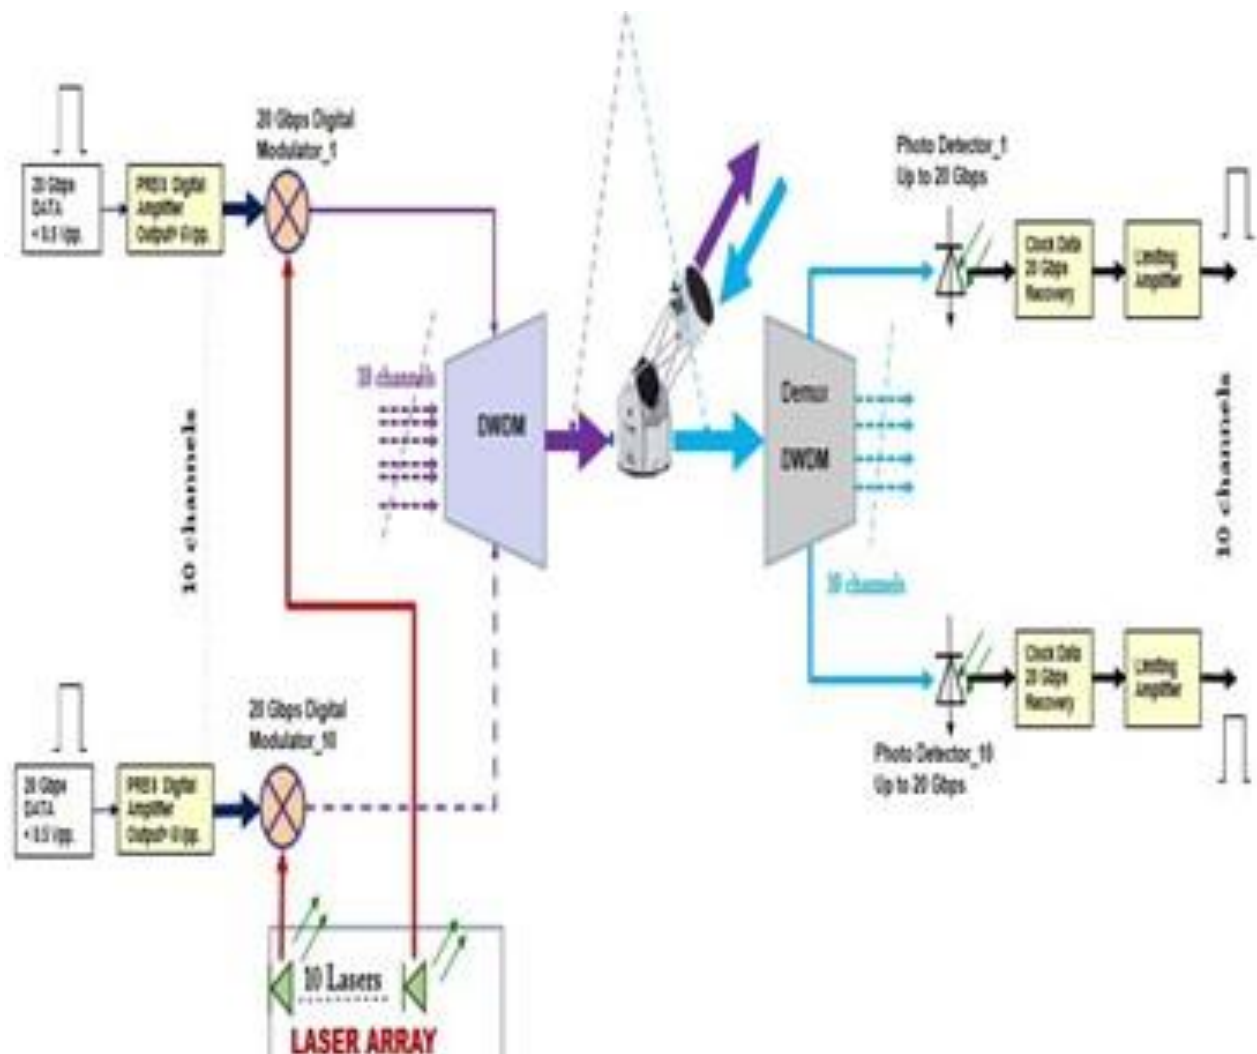 20 Gbps Digital
Modulator_1
20 Gbps
DATA
Digital
Amplifier
10 channels
10 channels
DWDM
20 Gbps Digital
Modulator_10
20 Gbps
DATA
Digital
Amplifier
10 Lasers
LASER ARRAY
Photo Detector_1
Up to 20 Gbps
Clock Data
20 Gbps
Recovery
Limiting
Amplifier
Demux
DWDM
10 channels
10 channels
Clock Data
20 Gbps
Recovery
Limiting
Amplifier
Photo Detector_10
Up to 20 Gbps